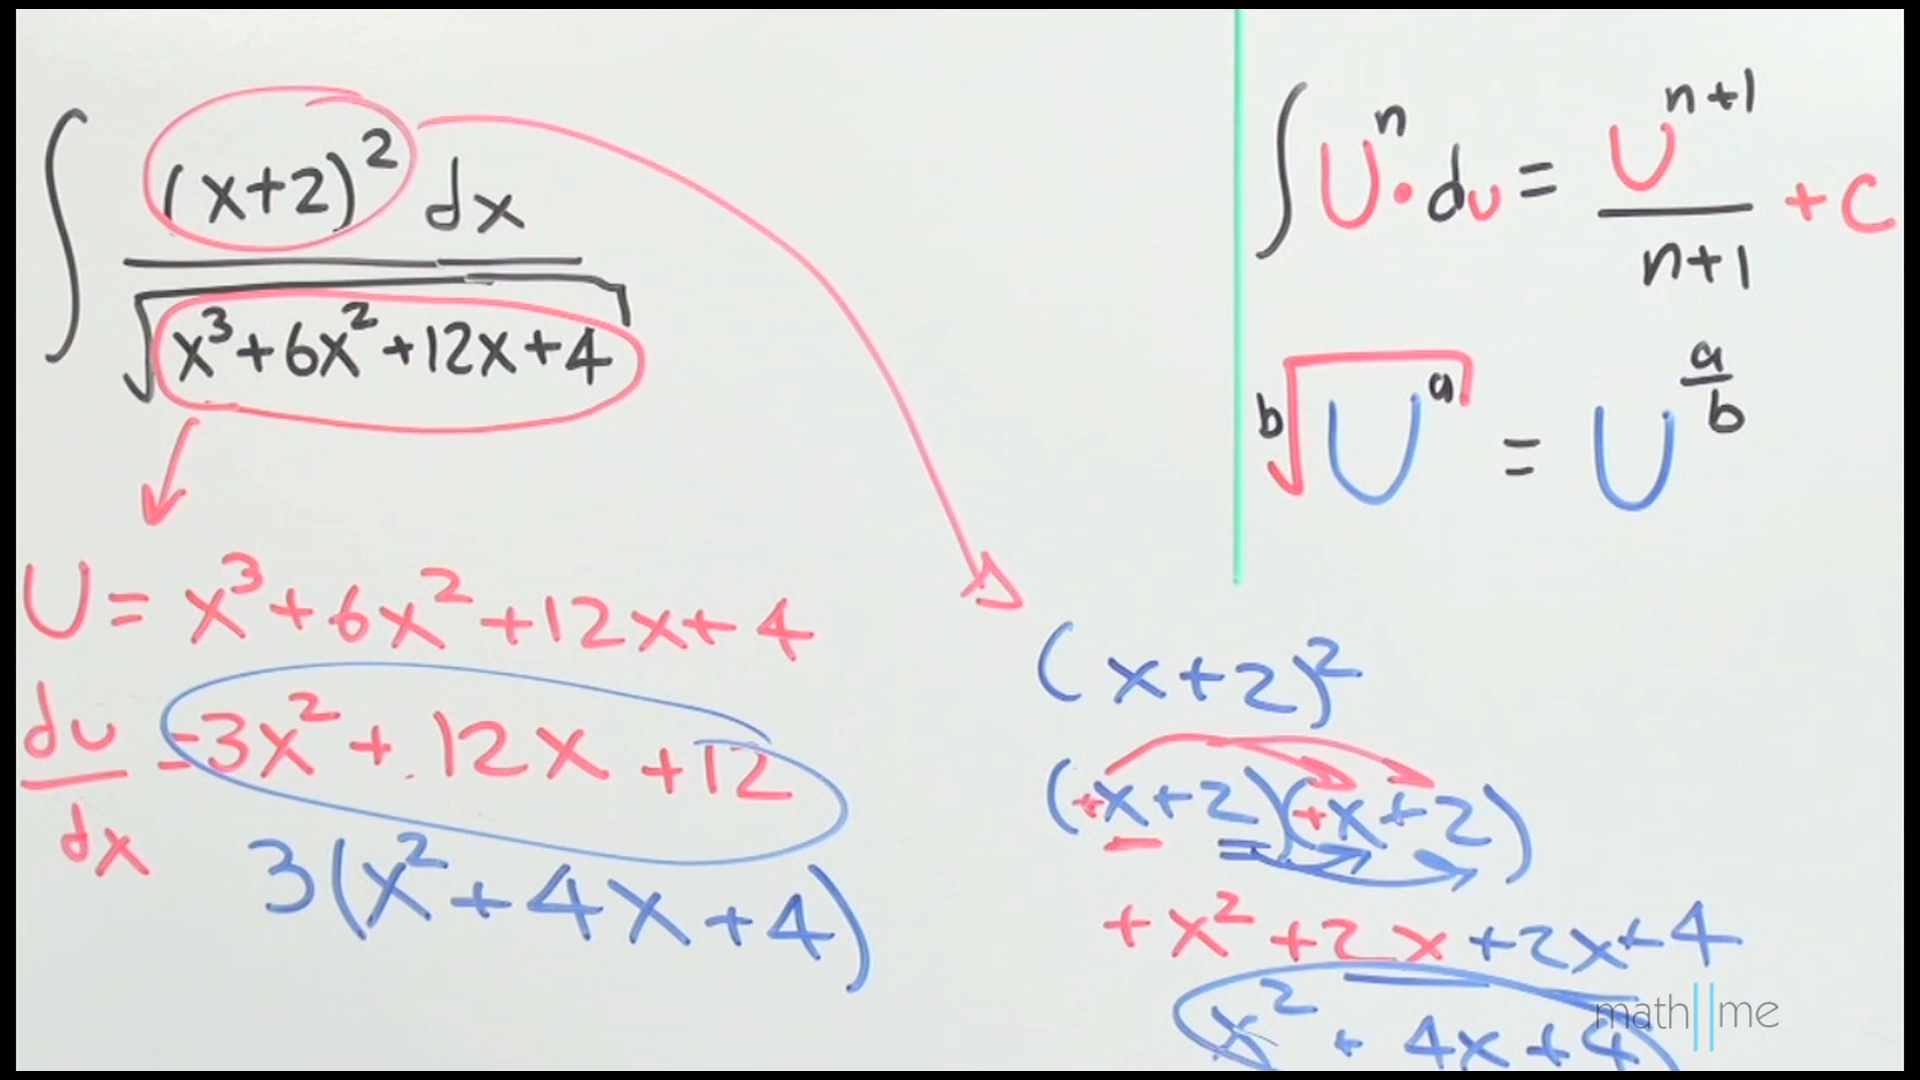 ∫ (x+2)² dx
√x³+6x²+12x+4
U = x³+6x²+12x+4
du/dx = 3x²+12x+12
3(x²+4x+4)
∫ Uⁿ·du = Uⁿ⁺¹/n+1 + C
ᵇ√Uᵃ = U^a/b
(x+2)²
(+x+2)(+x+2)
+x²+2x+2x+4
x²+4x+4
math||me